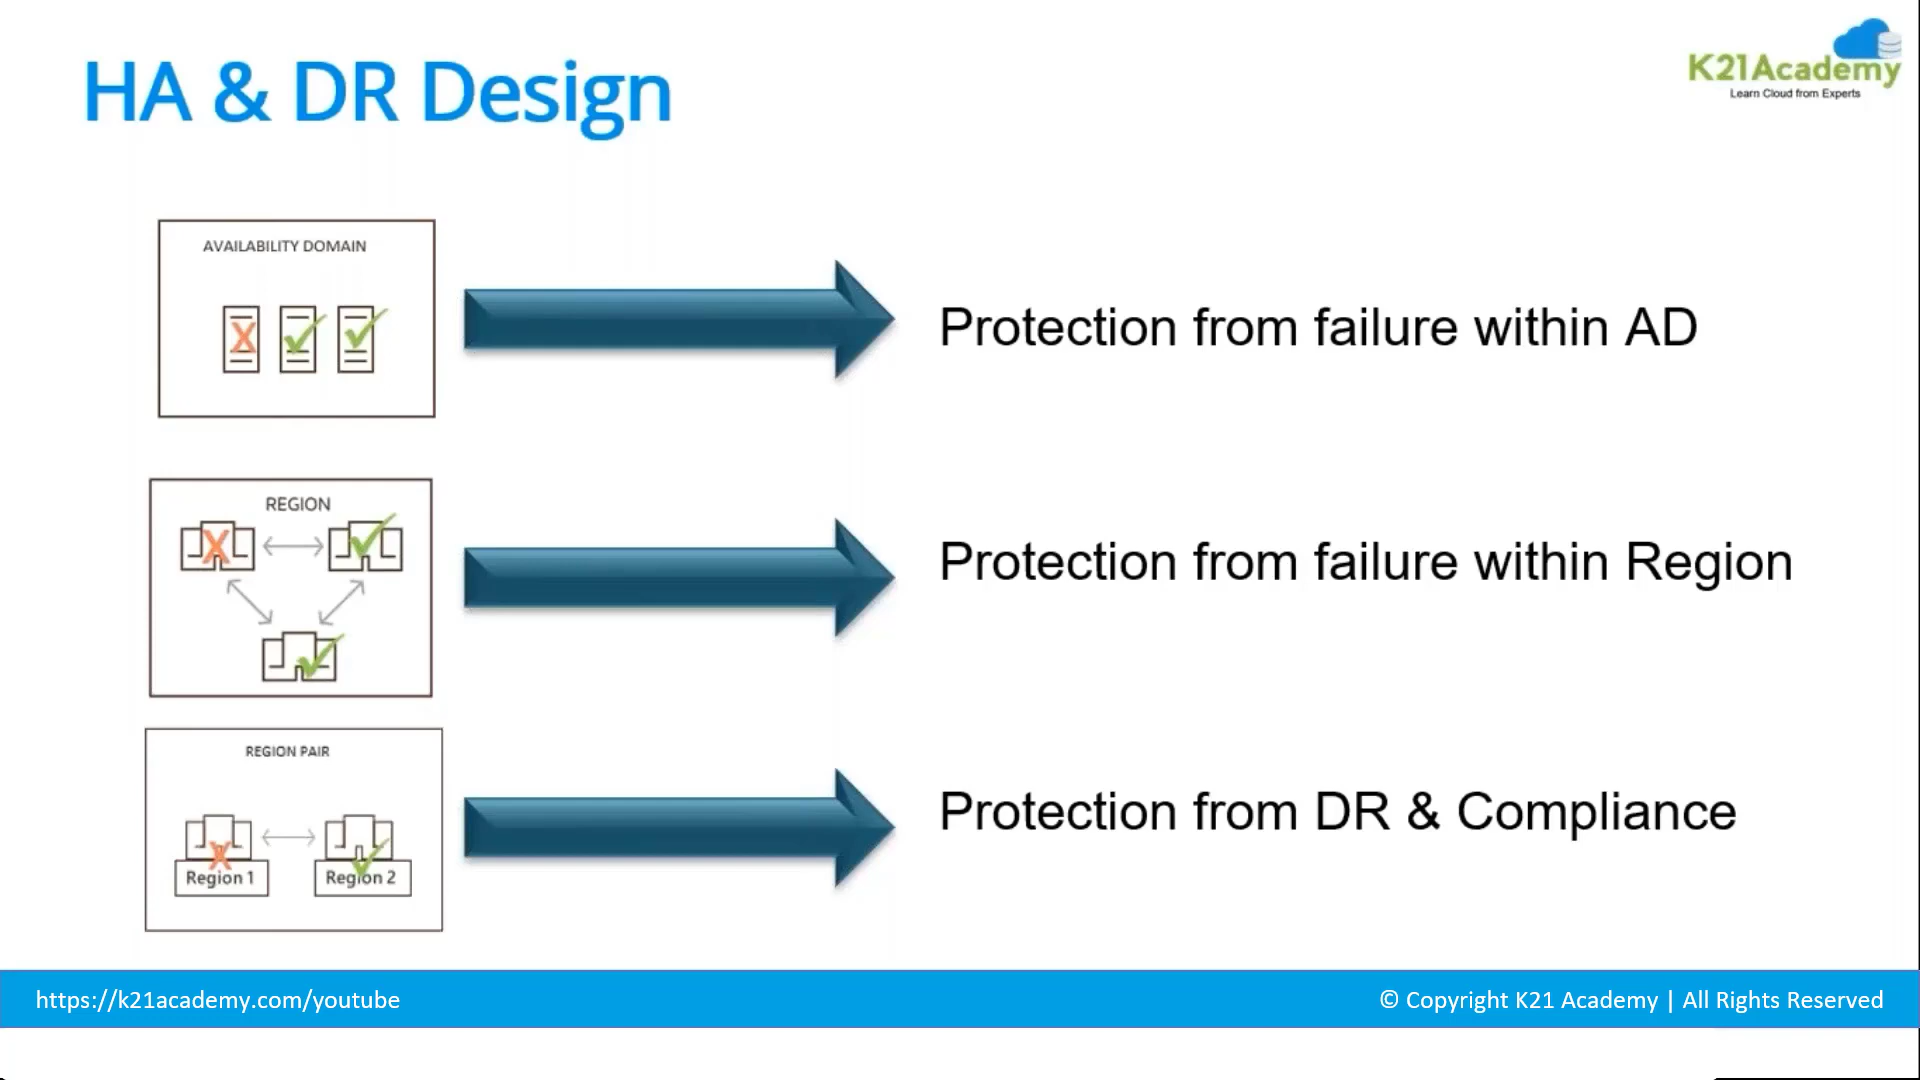 HA & DR Design
K21Academy
Learn Cloud from Experts
AVAILABILITY DOMAIN
X
Protection from failure within AD
REGION
X
Protection from failure within Region
REGION PAIR
X
Region 1
Region 2
Protection from DR & Compliance
https://k21academy.com/youtube
© Copyright K21 Academy | All Rights Reserved